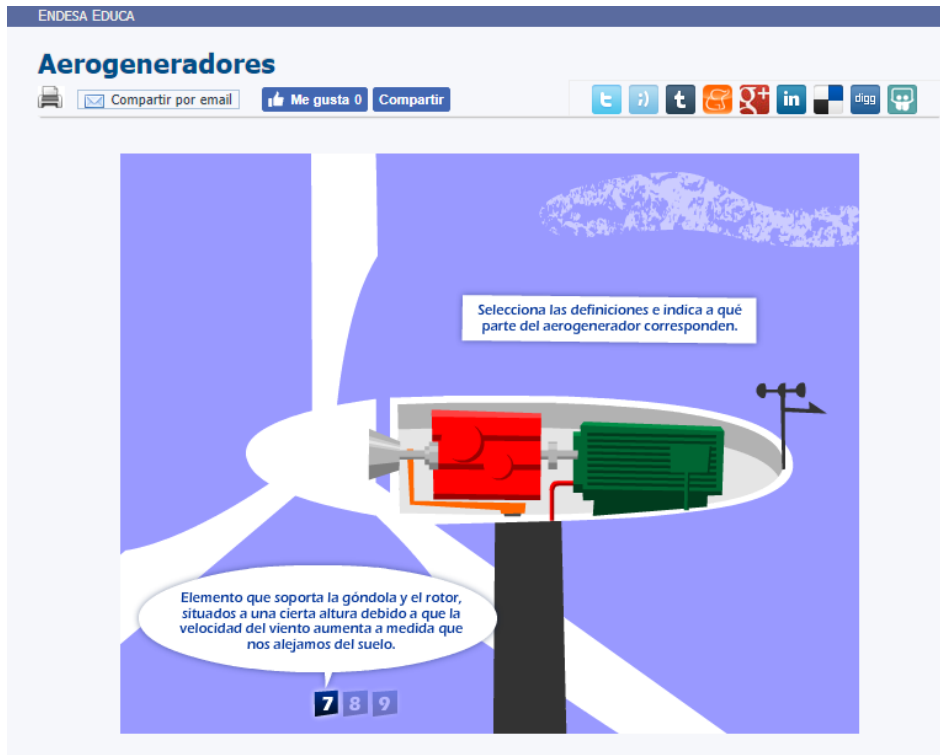 ENDESA EDUCA
Aerogeneradores
Compartir por email
Me gusta 0
Compartir
t
g+
in
digg
Selecciona las definiciones e indica a qué
parte del aerogenerador corresponden.
Elemento que soporta la góndola y el rotor,
situados a una cierta altura debido a que la
velocidad del viento aumenta a medida que
nos alejamos del suelo.
7 8 9